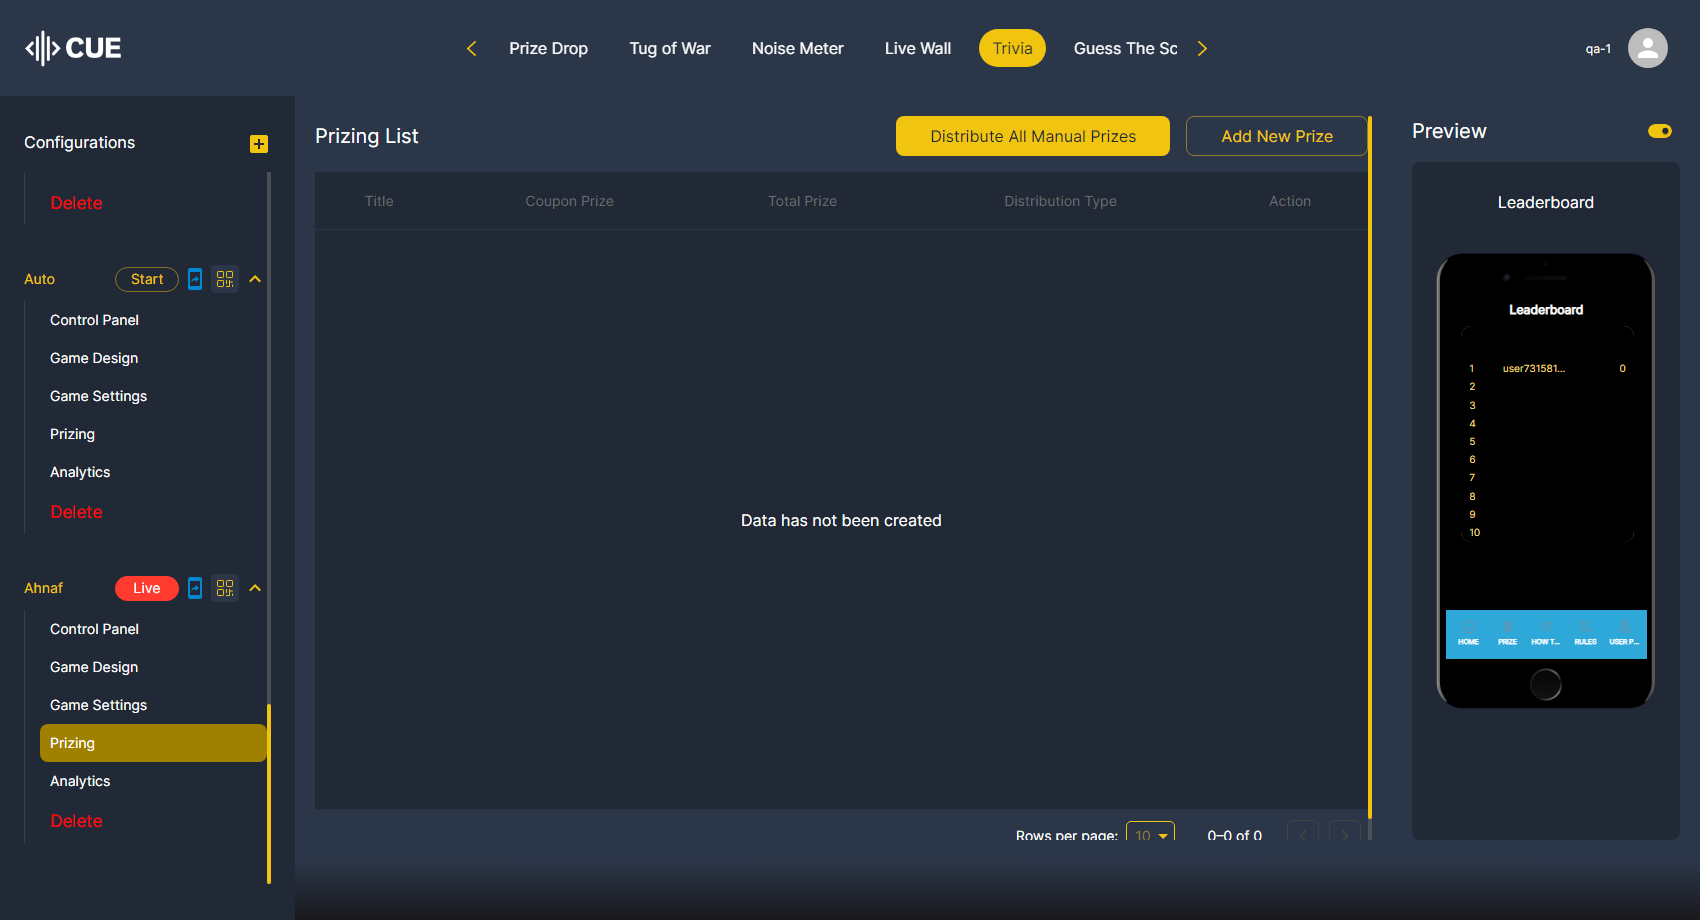 CUE
Prize Drop
Tug of War
Noise Meter
Live Wall
Trivia
Guess The Sc
qa-1
Configurations
Delete
Auto
Start
Control Panel
Game Design
Game Settings
Prizing
Analytics
Delete
Ahnaf
Live
Control Panel
Game Design
Game Settings
Prizing
Analytics
Delete
Prizing List
Distribute All Manual Prizes
Add New Prize
Title
Coupon Prize
Total Prize
Distribution Type
Action
Data has not been created
Rows per page:
10
0–0 of 0
Preview
Leaderboard
Leaderboard
1 user731581... 0
2
3
4
5
6
7
8
9
10
HOME
PRIZE
HOW T...
RULES
USER P...